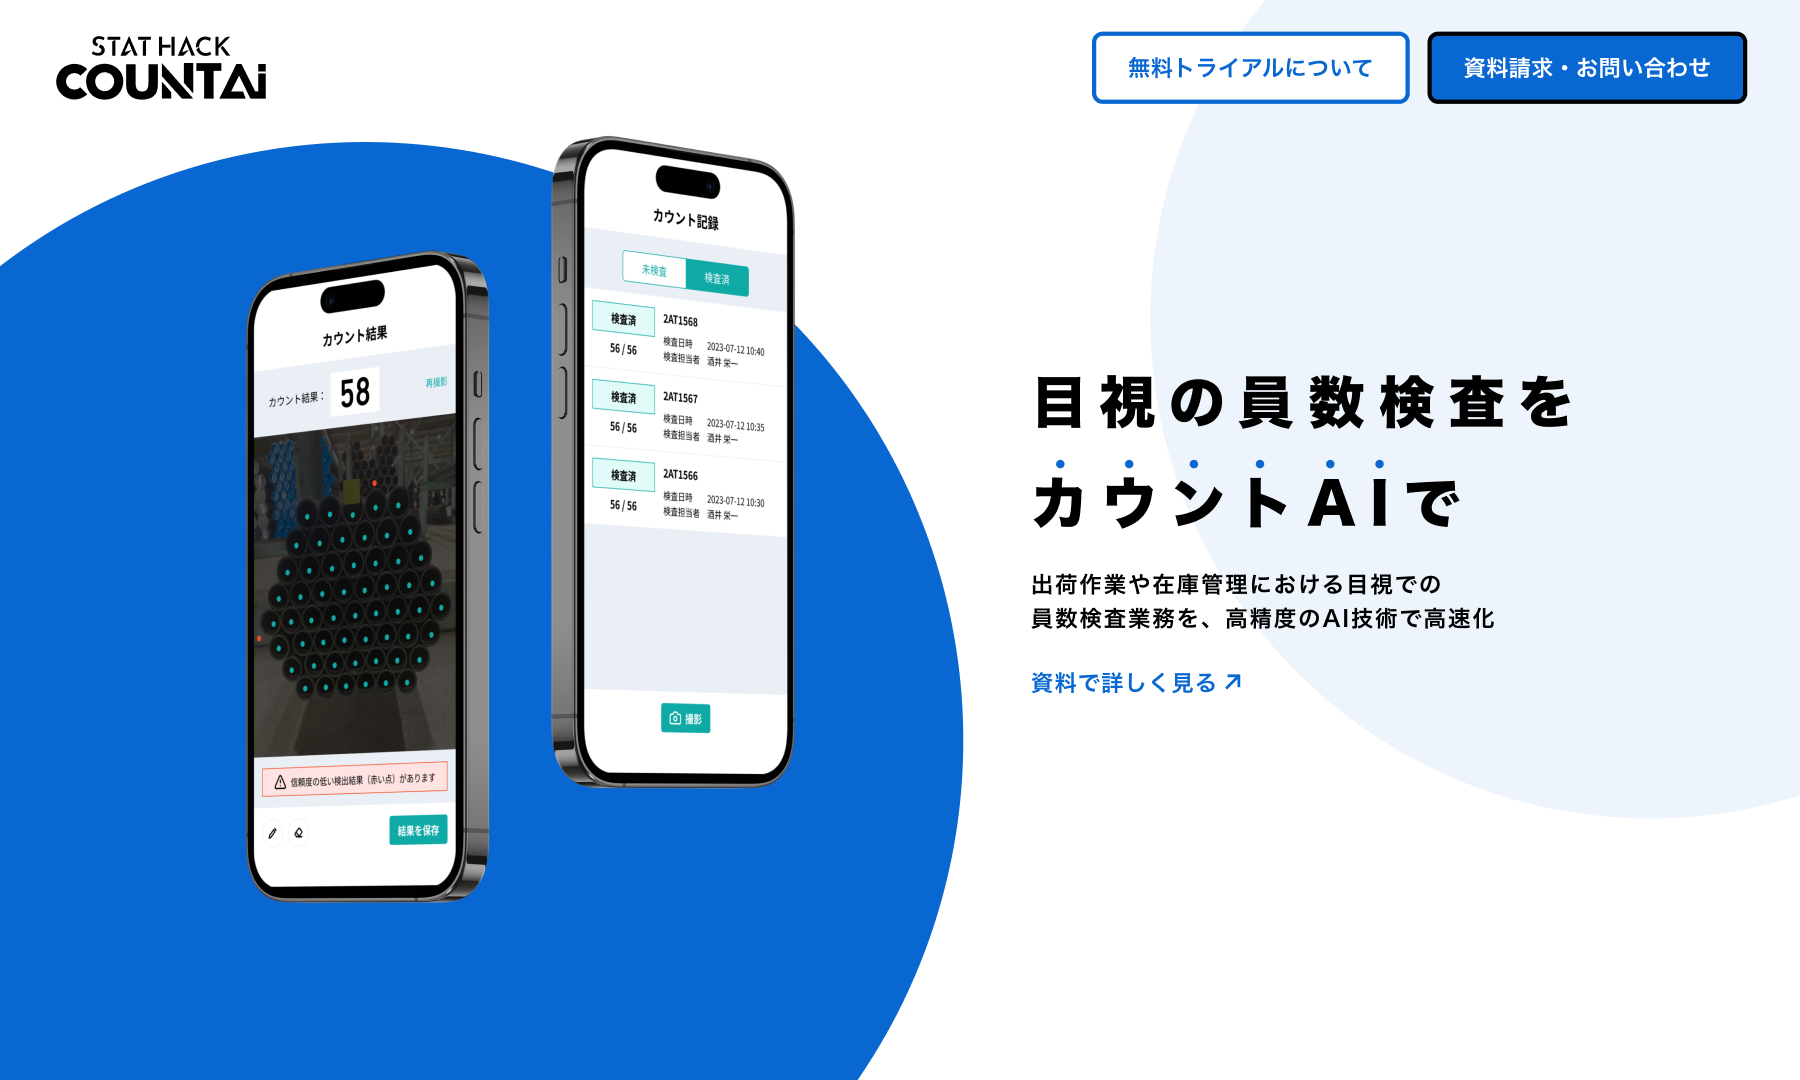 STAT HACK
COUNTAi
無料トライアルについて
資料請求・お問い合わせ
カウント結果
カウント結果：
58
再撮影
信頼度の低い検出結果（赤い点）があります
結果を保存
カウント記録
未検査
検査済
検査済
2AT1568
56 / 56
検査日時 2023-07-12 10:40
検査担当者 酒井 栄一
検査済
2AT1567
56 / 56
検査日時 2023-07-12 10:35
検査担当者 酒井 栄一
検査済
2AT1566
56 / 56
検査日時 2023-07-12 10:30
検査担当者 酒井 栄一
撮影
目視の員数検査を
カウントAIで
出荷作業や在庫管理における目視での
員数検査業務を、高精度のAI技術で高速化
資料で詳しく見る